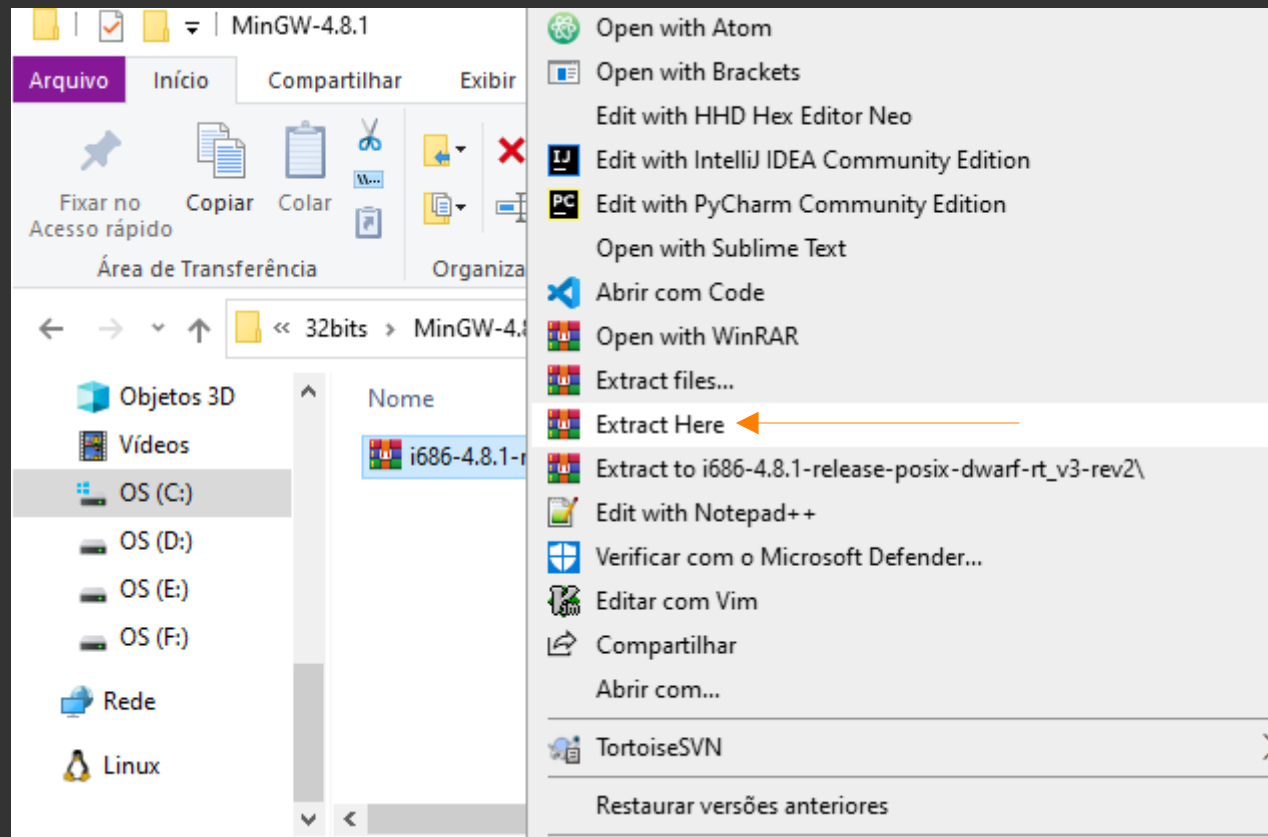 MinGW-4.8.1
Arquivo Início Compartilhar Exibir
Fixar no
Acesso rápido
Copiar
Colar
Área de Transferência
Organiza
« 32bits > MinGW-4.8
Objetos 3D
Vídeos
OS (C:)
OS (D:)
OS (E:)
OS (F:)
Rede
Linux
Nome
i686-4.8.1-r
Open with Atom
Open with Brackets
Edit with HHD Hex Editor Neo
Edit with IntelliJ IDEA Community Edition
Edit with PyCharm Community Edition
Open with Sublime Text
Abrir com Code
Open with WinRAR
Extract files...
Extract Here
Extract to i686-4.8.1-release-posix-dwarf-rt_v3-rev2\
Edit with Notepad++
Verificar com o Microsoft Defender...
Editar com Vim
Compartilhar
Abrir com...
TortoiseSVN
Restaurar versões anteriores